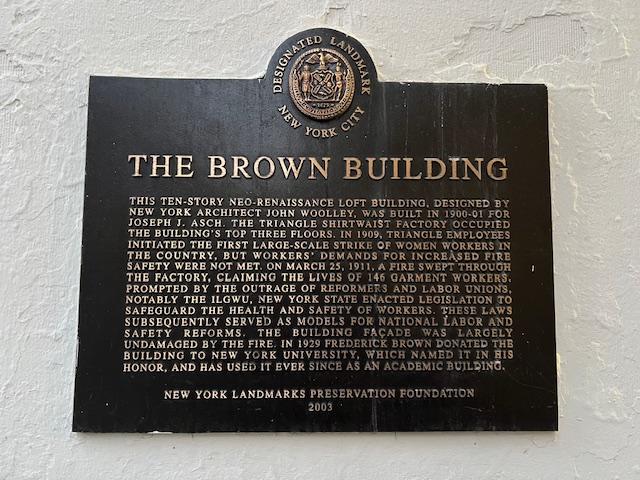 DESIGNATED LANDMARK
NEW YORK CITY
THE BROWN BUILDING
THIS TEN-STORY NEO-RENAISSANCE LOFT BUILDING, DESIGNED BY
NEW YORK ARCHITECT JOHN WOOLLEY, WAS BUILT IN 1900-01 FOR
JOSEPH J. ASCH. THE TRIANGLE SHIRTWAIST FACTORY OCCUPIED
THE BUILDING'S TOP THREE FLOORS. IN 1909, TRIANGLE EMPLOYEES
INITIATED THE FIRST LARGE-SCALE STRIKE OF WOMEN WORKERS IN
THE COUNTRY, BUT WORKERS' DEMANDS FOR INCREASED FIRE
SAFETY WERE NOT MET. ON MARCH 25, 1911, A FIRE SWEPT THROUGH
THE FACTORY, CLAIMING THE LIVES OF 146 GARMENT WORKERS.
PROMPTED BY THE OUTRAGE OF REFORMERS AND LABOR UNIONS,
NOTABLY THE ILGWU, NEW YORK STATE ENACTED LEGISLATION TO
SAFEGUARD THE HEALTH AND SAFETY OF WORKERS. THESE LAWS
SUBSEQUENTLY SERVED AS MODELS FOR NATIONAL LABOR AND
SAFETY REFORMS. THE BUILDING FAÇADE WAS LARGELY
UNDAMAGED BY THE FIRE. IN 1929 FREDERICK BROWN DONATED THE
BUILDING TO NEW YORK UNIVERSITY, WHICH NAMED IT IN HIS
HONOR, AND HAS USED IT EVER SINCE AS AN ACADEMIC BUILDING.
NEW YORK LANDMARKS PRESERVATION FOUNDATION
2003